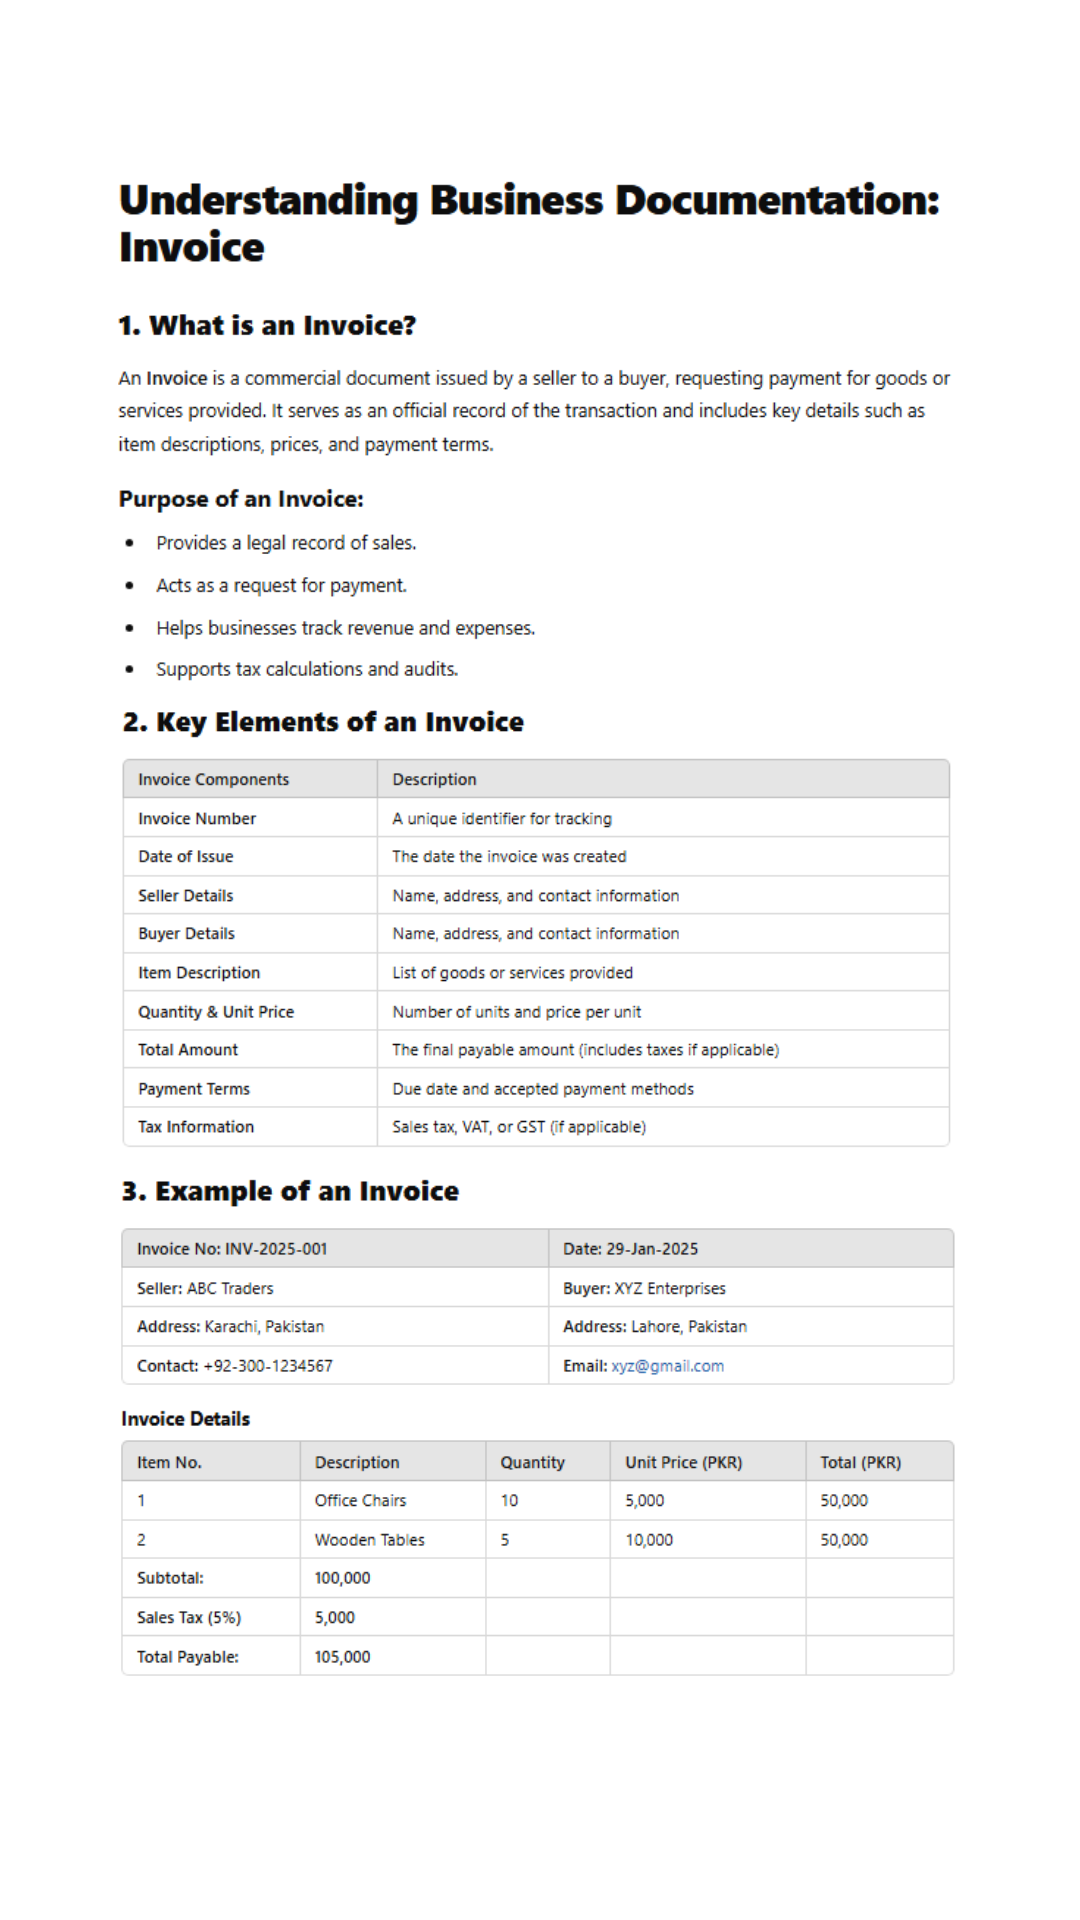 Understanding Business Documentation:
Invoice
1. What is an Invoice?
An Invoice is a commercial document issued by a seller to a buyer, requesting payment for goods or
services provided. It serves as an official record of the transaction and includes key details such as
item descriptions, prices, and payment terms.
Purpose of an Invoice:
• Provides a legal record of sales.
• Acts as a request for payment.
• Helps businesses track revenue and expenses.
• Supports tax calculations and audits.
2. Key Elements of an Invoice
Invoice Components Description
Invoice Number A unique identifier for tracking
Date of Issue The date the invoice was created
Seller Details Name, address, and contact information
Buyer Details Name, address, and contact information
Item Description List of goods or services provided
Quantity & Unit Price Number of units and price per unit
Total Amount The final payable amount (includes taxes if applicable)
Payment Terms Due date and accepted payment methods
Tax Information Sales tax, VAT, or GST (if applicable)
3. Example of an Invoice
Invoice No: INV-2025-001 Date: 29-Jan-2025
Seller: ABC Traders Buyer: XYZ Enterprises
Address: Karachi, Pakistan Address: Lahore, Pakistan
Contact: +92-300-1234567 Email: xyz@gmail.com
Invoice Details
Item No. Description Quantity Unit Price (PKR) Total (PKR)
1 Office Chairs 10 5,000 50,000
2 Wooden Tables 5 10,000 50,000
Subtotal: 100,000
Sales Tax (5%) 5,000
Total Payable: 105,000